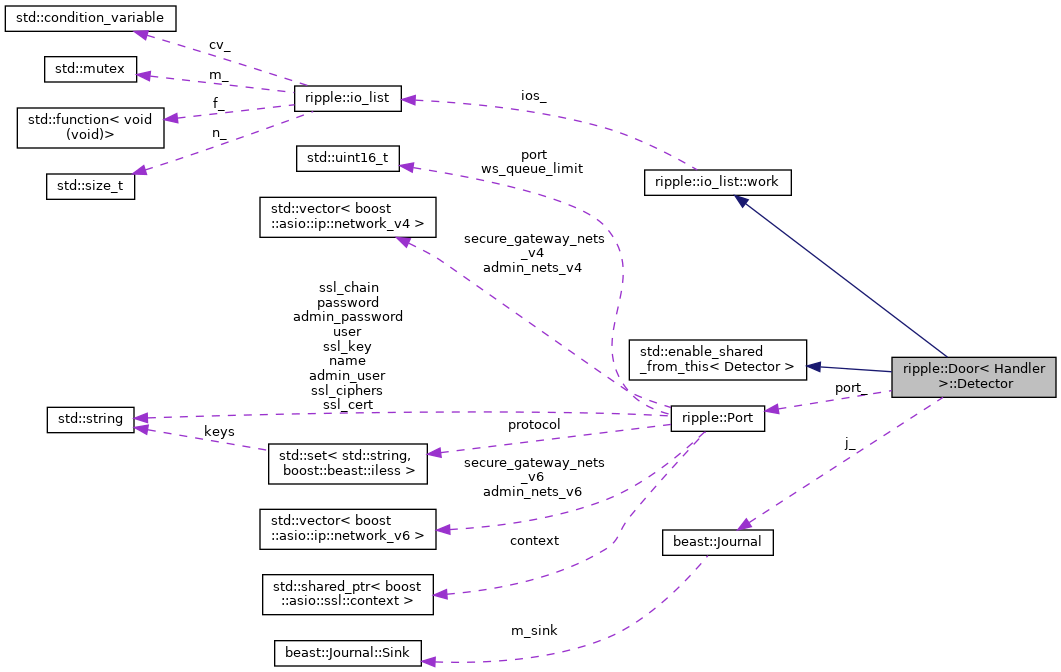 std::condition_variable
cv_
std::mutex
m_
ripple::io_list
ios_
f_
std::function< void
(void)>
n_
std::size_t
std::uint16_t
port
ws_queue_limit
ripple::io_list::work
std::vector< boost
::asio::ip::network_v4 >
secure_gateway_nets
_v4
admin_nets_v4
ssl_chain
password
admin_password
user
ssl_key
name
admin_user
ssl_ciphers
ssl_cert
std::enable_shared
_from_this< Detector >
ripple::Door< Handler
>::Detector
port_
std::string
keys
protocol
ripple::Port
j_
std::set< std::string,
boost::beast::iless >
secure_gateway_nets
_v6
admin_nets_v6
std::vector< boost
::asio::ip::network_v6 >
context
beast::Journal
std::shared_ptr< boost
::asio::ssl::context >
m_sink
beast::Journal::Sink